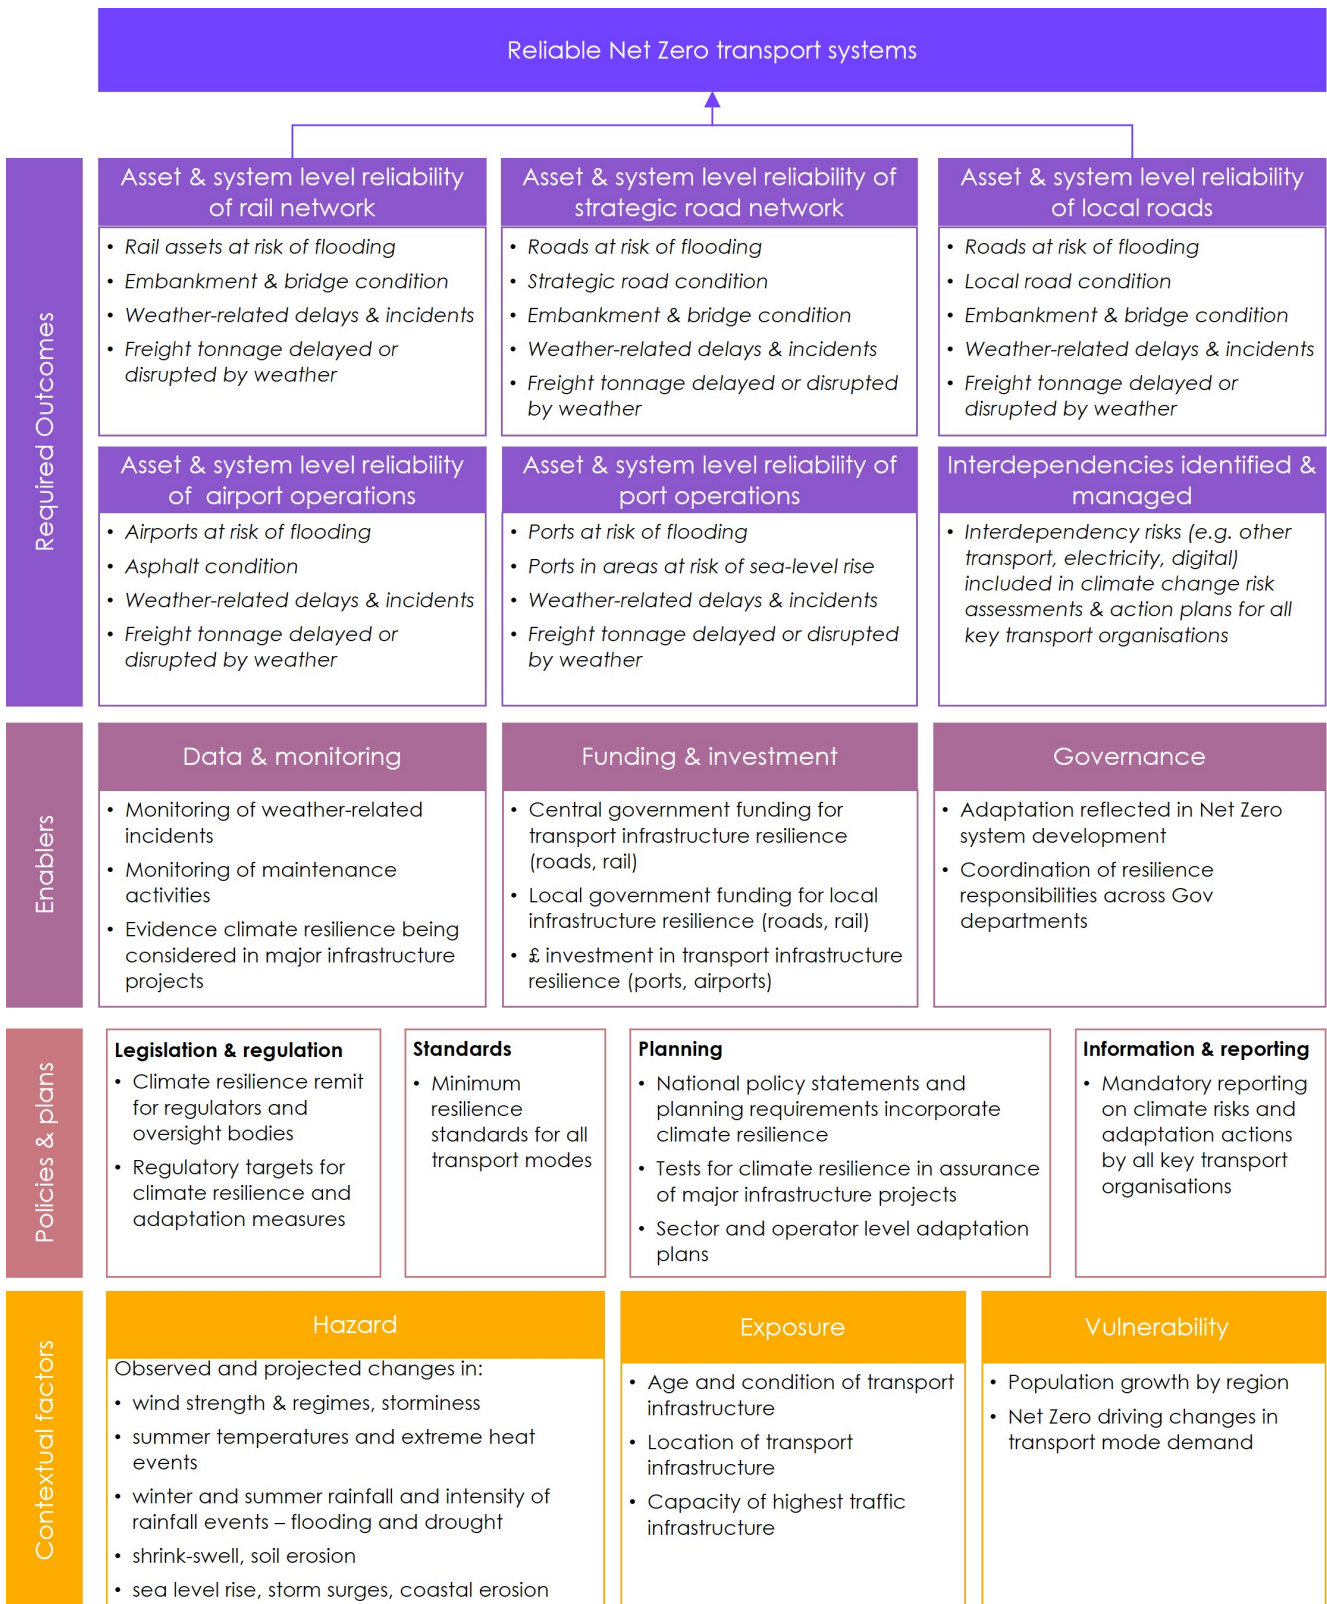 Reliable Net Zero transport systems
Required Outcomes
Asset & system level reliability
of rail network
• Rail assets at risk of flooding
• Embankment & bridge condition
• Weather-related delays & incidents
• Freight tonnage delayed or
disrupted by weather
Asset & system level reliability of
strategic road network
• Roads at risk of flooding
• Strategic road condition
• Embankment & bridge condition
• Weather-related delays & incidents
• Freight tonnage delayed or disrupted
by weather
Asset & system level reliability
of local roads
• Roads at risk of flooding
• Local road condition
• Embankment & bridge condition
• Weather-related delays & incidents
• Freight tonnage delayed or
disrupted by weather
Asset & system level reliability
of airport operations
• Airports at risk of flooding
• Asphalt condition
• Weather-related delays & incidents
• Freight tonnage delayed or
disrupted by weather
Asset & system level reliability of
port operations
• Ports at risk of flooding
• Ports in areas at risk of sea-level rise
• Weather-related delays & incidents
• Freight tonnage delayed or disrupted
by weather
Interdependencies identified &
managed
• Interdependency risks (e.g. other
transport, electricity, digital)
included in climate change risk
assessments & action plans for all
key transport organisations
Enablers
Data & monitoring
• Monitoring of weather-related
incidents
• Monitoring of maintenance
activities
• Evidence climate resilience being
considered in major infrastructure
projects
Funding & investment
• Central government funding for
transport infrastructure resilience
(roads, rail)
• Local government funding for local
infrastructure resilience (roads, rail)
• £ investment in transport infrastructure
resilience (ports, airports)
Governance
• Adaptation reflected in Net Zero
system development
• Coordination of resilience
responsibilities across Gov
departments
Policies & plans
Legislation & regulation
• Climate resilience remit
for regulators and
oversight bodies
• Regulatory targets for
climate resilience and
adaptation measures
Standards
• Minimum
resilience
standards for all
transport modes
Planning
• National policy statements and
planning requirements incorporate
climate resilience
• Tests for climate resilience in assurance
of major infrastructure projects
• Sector and operator level adaptation
plans
Information & reporting
• Mandatory reporting
on climate risks and
adaptation actions
by all key transport
organisations
Contextual factors
Hazard
Observed and projected changes in:
• wind strength & regimes, storminess
• summer temperatures and extreme heat
events
• winter and summer rainfall and intensity of
rainfall events – flooding and drought
• shrink-swell, soil erosion
• sea level rise, storm surges, coastal erosion
Exposure
• Age and condition of transport
infrastructure
• Location of transport
infrastructure
• Capacity of highest traffic
infrastructure
Vulnerability
• Population growth by region
• Net Zero driving changes in
transport mode demand